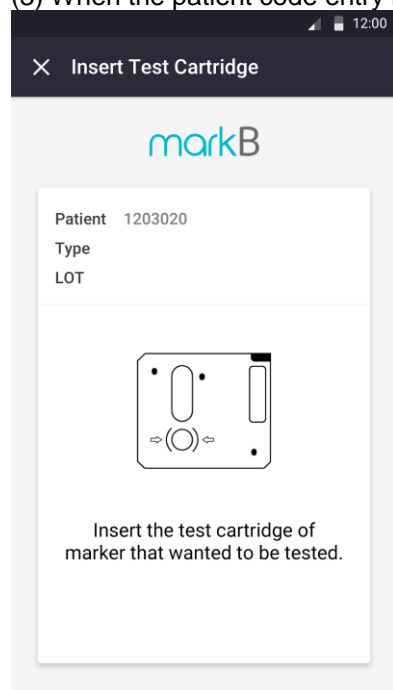 (3) When the patient code entry
12:00
Insert Test Cartridge
markB
Patient 1203020
Type
LOT
Insert the test cartridge of
marker that wanted to be tested.